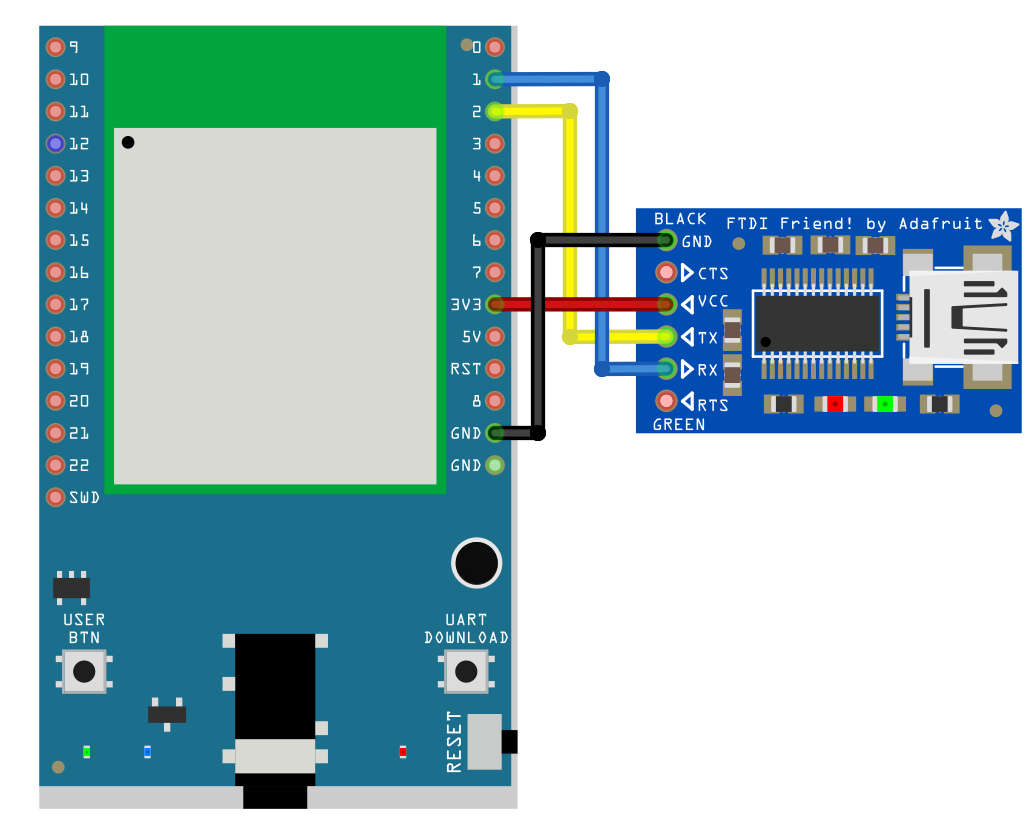 9
10
11
12
13
14
15
16
17
18
19
20
21
22
SWD
0
1
2
3
4
5
6
7
3V3
5V
RST
8
GND
GND
USER
BTN
UART
DOWNLOAD
RESET
BLACK
FTDI Friend! by Adafruit
GND
CTS
VCC
TX
RX
RTS
GREEN